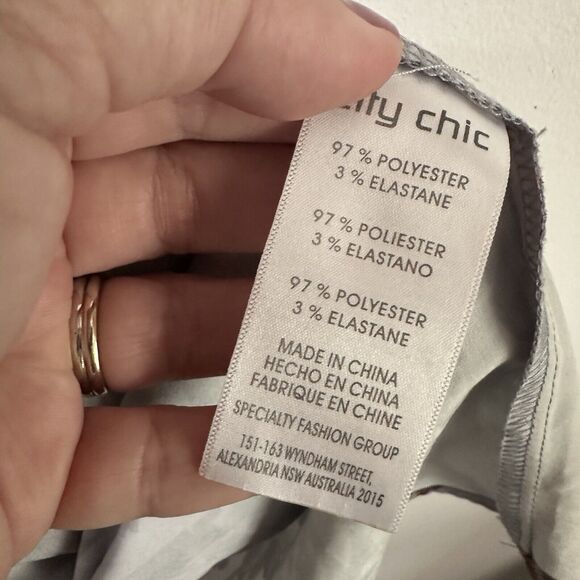 city chic
97 % POLYESTER
3 % ELASTANE
97 % POLIESTER
3 % ELASTANO
97 % POLYESTER
3 % ELASTANE
MADE IN CHINA
HECHO EN CHINA
FABRIQUE EN CHINE
SPECIALTY FASHION GROUP
151-163 WYNDHAM STREET,
ALEXANDRIA NSW AUSTRALIA 2015